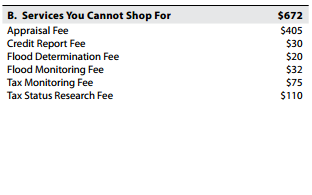 B. Services You Cannot Shop For $672
Appraisal Fee $405
Credit Report Fee $30
Flood Determination Fee $20
Flood Monitoring Fee $32
Tax Monitoring Fee $75
Tax Status Research Fee $110